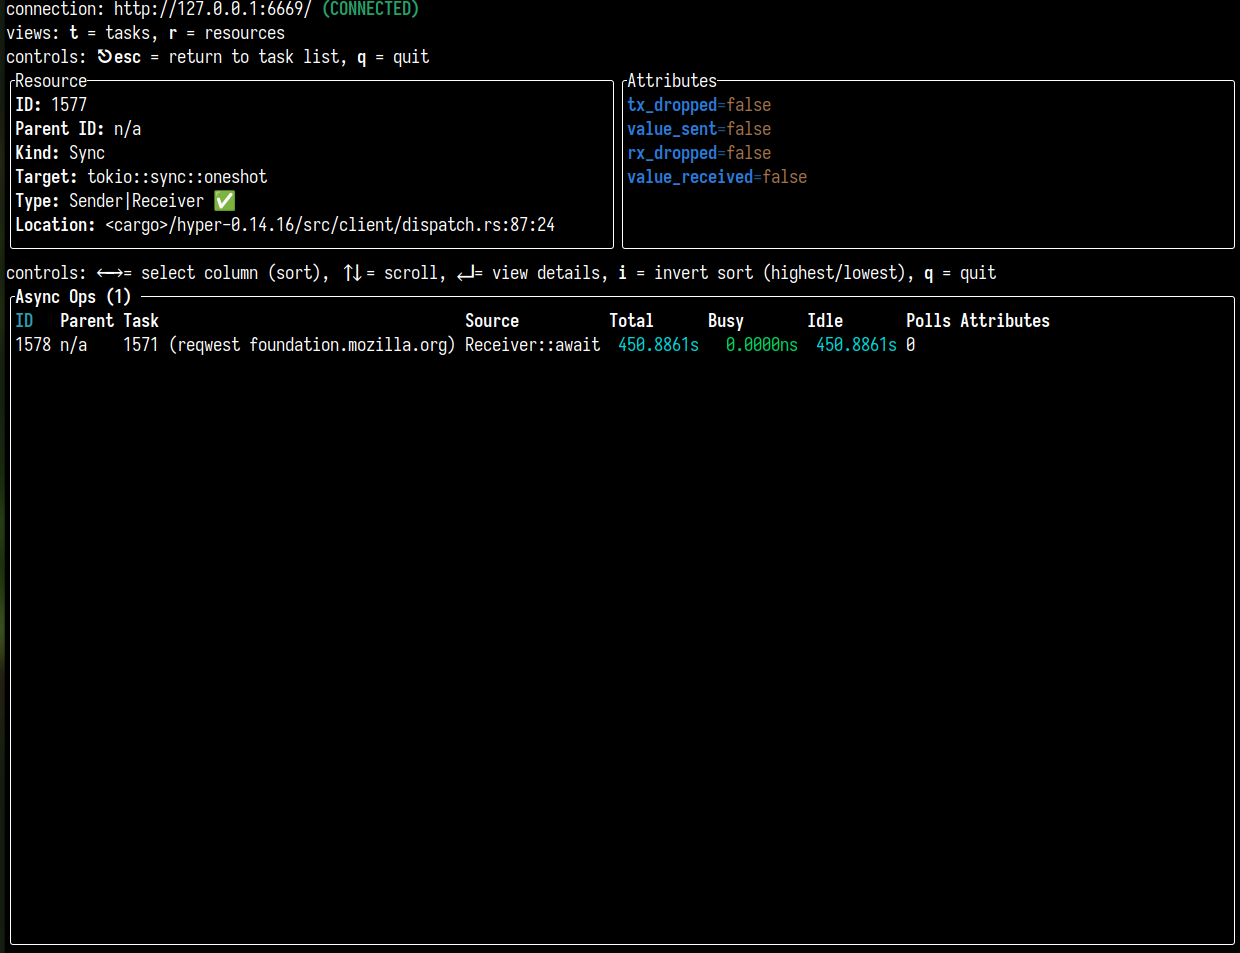 connection: http://127.0.0.1:6669/ (CONNECTED)
views: t = tasks, r = resources
controls: ⎋esc = return to task list, q = quit
Resource
ID: 1577
Parent ID: n/a
Kind: Sync
Target: tokio::sync::oneshot
Type: Sender|Receiver ✅
Location: <cargo>/hyper-0.14.16/src/client/dispatch.rs:87:24
Attributes
tx_dropped=false
value_sent=false
rx_dropped=false
value_received=false
controls: ←→= select column (sort), ↑↓= scroll, ↵= view details, i = invert sort (highest/lowest), q = quit
Async Ops (1)
ID Parent Task Source Total Busy Idle Polls Attributes
1578 n/a 1571 (reqwest foundation.mozilla.org) Receiver::await 450.8861s 0.0000ns 450.8861s 0